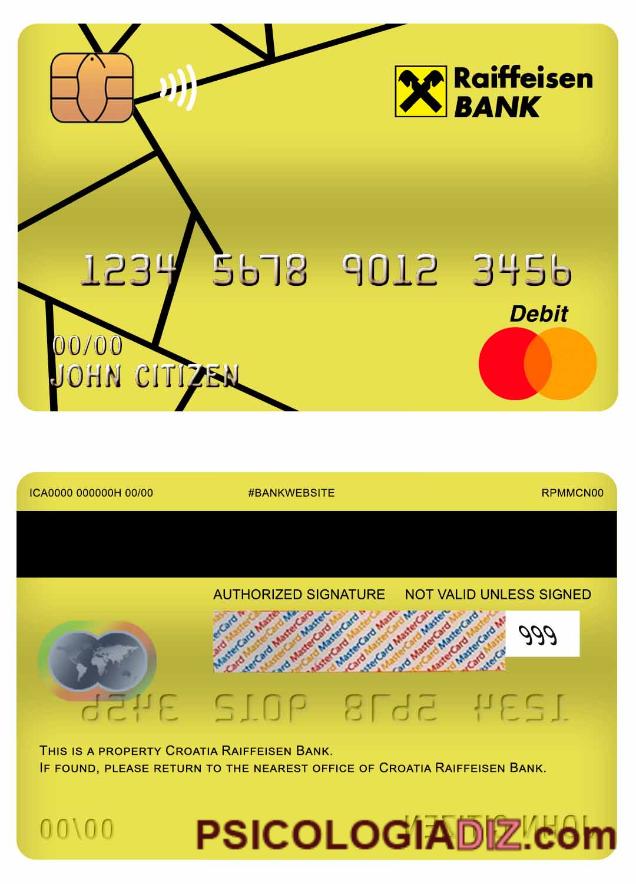 Raiffeisen
BANK
1234 5678 9012 3456
Debit
00/00
JOHN CITIZEN
ICA0000 000000H 00/00 #BANKWEBSITE RPMMCN00
AUTHORIZED SIGNATURE NOT VALID UNLESS SIGNED
MasterCard MasterCard MasterCard
999
THIS IS A PROPERTY CROATIA RAIFFEISEN BANK.
IF FOUND, PLEASE RETURN TO THE NEAREST OFFICE OF CROATIA RAIFFEISEN BANK.
00/00
PSICOLOGIADIZ.com